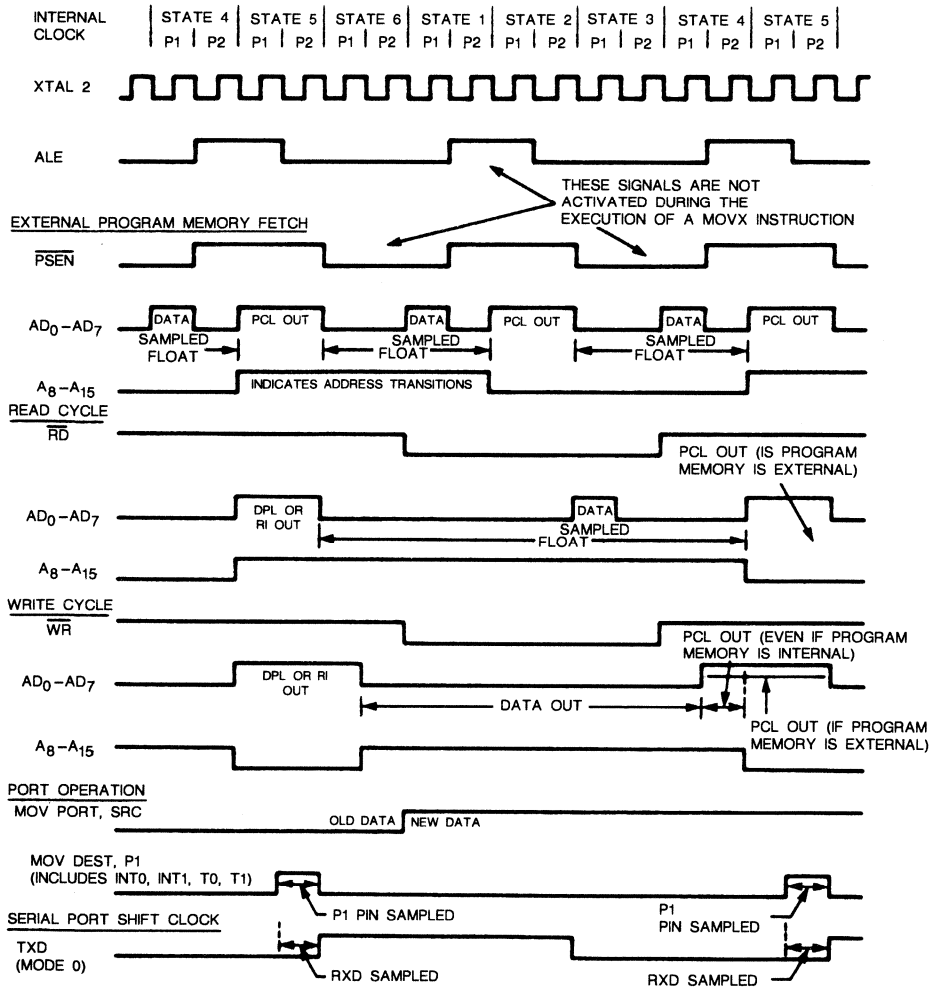 INTERNAL CLOCK
STATE 4 STATE 5 STATE 6 STATE 1 STATE 2 STATE 3 STATE 4 STATE 5
P1 P2 P1 P2 P1 P2 P1 P2 P1 P2 P1 P2 P1 P2 P1 P2
XTAL 2
ALE
THESE SIGNALS ARE NOT
ACTIVATED DURING THE
EXECUTION OF A MOVX INSTRUCTION
EXTERNAL PROGRAM MEMORY FETCH
PSEN
AD0–AD7
DATA PCL OUT DATA PCL OUT DATA PCL OUT
SAMPLED SAMPLED SAMPLED
FLOAT FLOAT FLOAT
A8–A15
INDICATES ADDRESS TRANSITIONS
READ CYCLE
RD
PCL OUT (IS PROGRAM
MEMORY IS EXTERNAL)
AD0–AD7
DPL OR
RI OUT
DATA
SAMPLED
FLOAT
A8–A15
WRITE CYCLE
WR
PCL OUT (EVEN IF PROGRAM
MEMORY IS INTERNAL)
AD0–AD7
DPL OR RI
OUT
DATA OUT
PCL OUT (IF PROGRAM
MEMORY IS EXTERNAL)
A8–A15
PORT OPERATION
MOV PORT, SRC
OLD DATA NEW DATA
MOV DEST, P1
(INCLUDES INT0, INT1, T0, T1)
P1 PIN SAMPLED
P1
PIN SAMPLED
SERIAL PORT SHIFT CLOCK
TXD
(MODE 0)
RXD SAMPLED
RXD SAMPLED